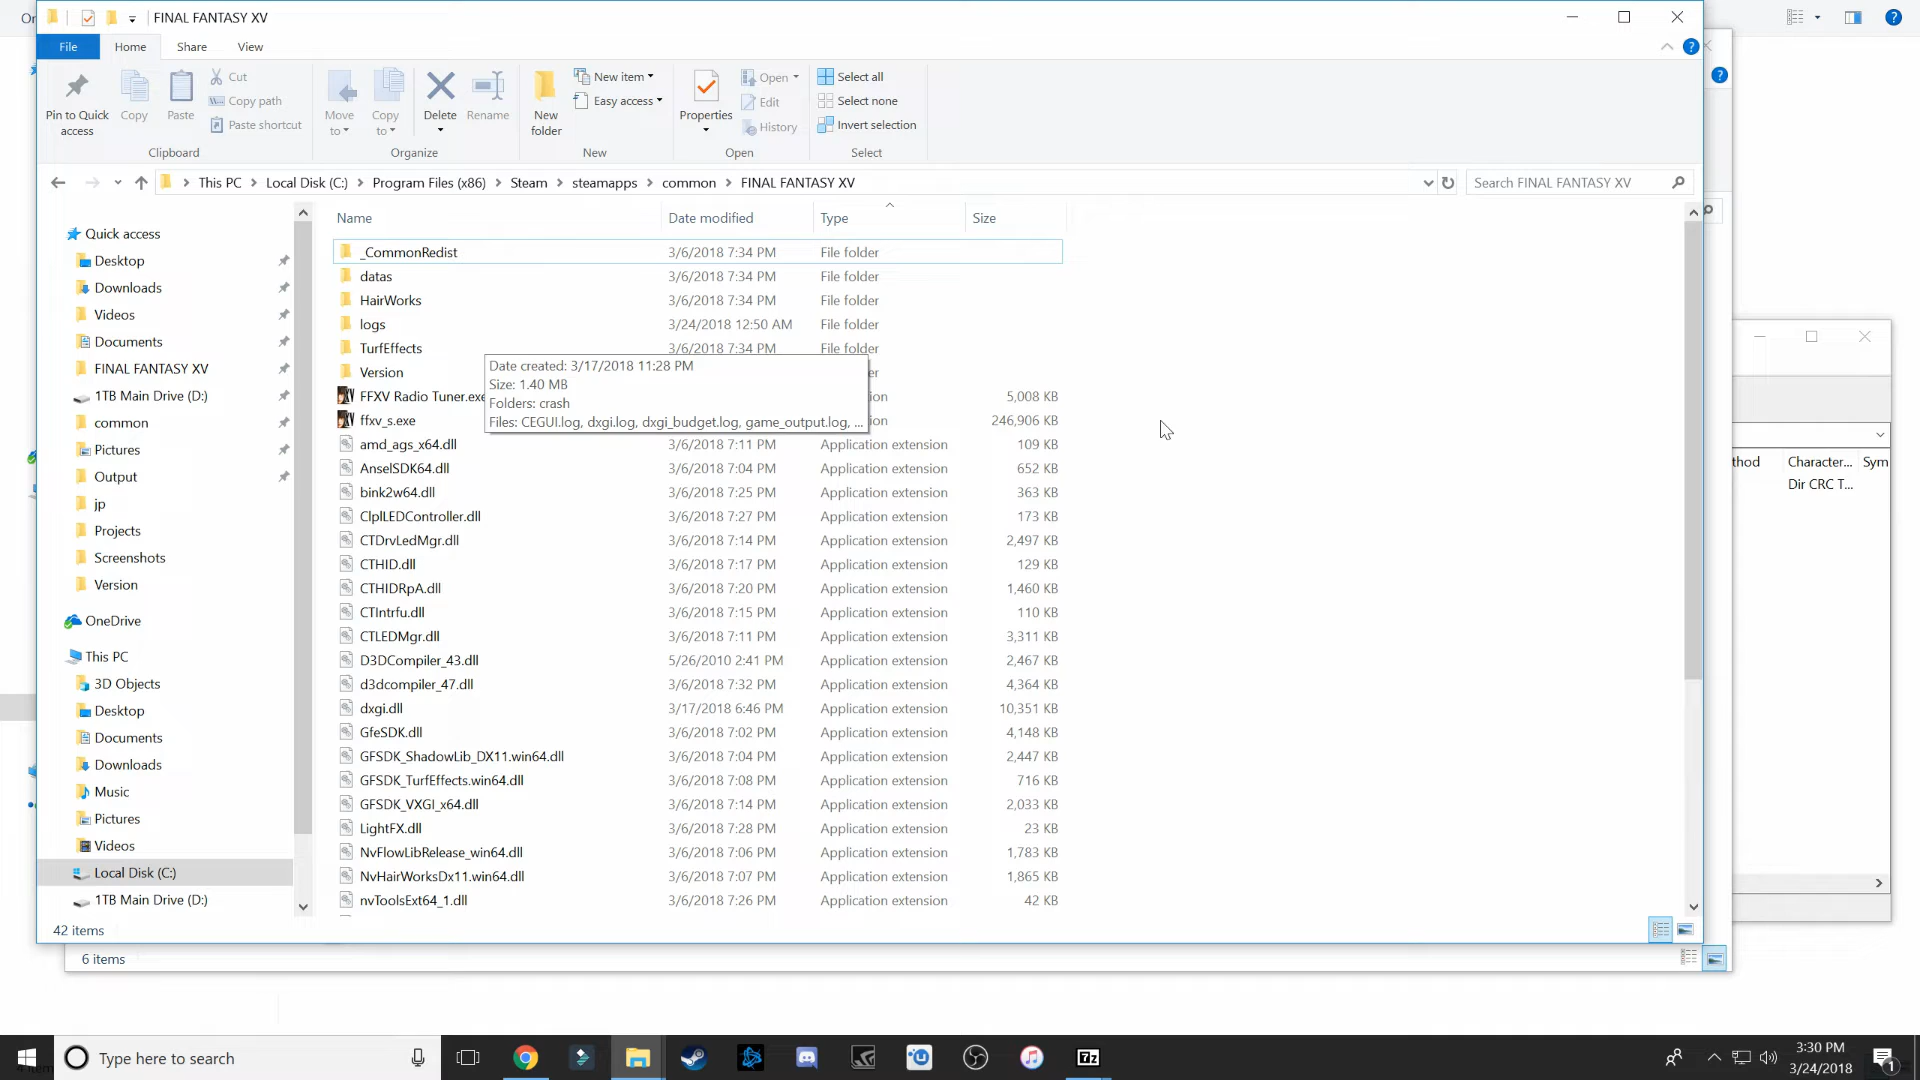 FINAL FANTASY XV
File
Home
Share
View
Pin to Quick access
Copy
Paste
Cut
Copy path
Paste shortcut
Clipboard
Move to
Copy to
Delete
Rename
Organize
New folder
New item
Easy access
New
Properties
Open
Edit
History
Open
Select all
Select none
Invert selection
Select
This PC > Local Disk (C:) > Program Files (x86) > Steam > steamapps > common > FINAL FANTASY XV
Search FINAL FANTASY XV
Quick access
Desktop
Downloads
Videos
Documents
FINAL FANTASY XV
1TB Main Drive (D:)
common
Pictures
Output
jp
Projects
Screenshots
Version
OneDrive
This PC
3D Objects
Desktop
Documents
Downloads
Music
Pictures
Videos
Local Disk (C:)
1TB Main Drive (D:)
Name Date modified Type Size
_CommonRedist 3/6/2018 7:34 PM File folder
datas 3/6/2018 7:34 PM File folder
HairWorks 3/6/2018 7:34 PM File folder
logs 3/24/2018 12:50 AM File folder
TurfEffects 3/6/2018 7:34 PM File folder
Version
FFXV Radio Tuner.exe 5,008 KB
ffxv_s.exe 246,906 KB
Date created: 3/17/2018 11:28 PM
Size: 1.40 MB
Folders: crash
Files: CEGUI.log, dxgi.log, dxgi_budget.log, game_output.log, ...
amd_ags_x64.dll 3/6/2018 7:11 PM Application extension 109 KB
AnselSDK64.dll 3/6/2018 7:04 PM Application extension 652 KB
bink2w64.dll 3/6/2018 7:25 PM Application extension 363 KB
ClplLEDController.dll 3/6/2018 7:27 PM Application extension 173 KB
CTDrvLedMgr.dll 3/6/2018 7:14 PM Application extension 2,497 KB
CTHID.dll 3/6/2018 7:17 PM Application extension 129 KB
CTHIDRpA.dll 3/6/2018 7:20 PM Application extension 1,460 KB
CTIntrfu.dll 3/6/2018 7:15 PM Application extension 110 KB
CTLEDMgr.dll 3/6/2018 7:11 PM Application extension 3,311 KB
D3DCompiler_43.dll 5/26/2010 2:41 PM Application extension 2,467 KB
d3dcompiler_47.dll 3/6/2018 7:32 PM Application extension 4,364 KB
dxgi.dll 3/17/2018 6:46 PM Application extension 10,351 KB
GfeSDK.dll 3/6/2018 7:02 PM Application extension 4,148 KB
GFSDK_ShadowLib_DX11.win64.dll 3/6/2018 7:04 PM Application extension 2,447 KB
GFSDK_TurfEffects.win64.dll 3/6/2018 7:08 PM Application extension 716 KB
GFSDK_VXGI_x64.dll 3/6/2018 7:14 PM Application extension 2,033 KB
LightFX.dll 3/6/2018 7:28 PM Application extension 23 KB
NvFlowLibRelease_win64.dll 3/6/2018 7:06 PM Application extension 1,783 KB
NvHairWorksDx11.win64.dll 3/6/2018 7:07 PM Application extension 1,865 KB
nvToolsExt64_1.dll 3/6/2018 7:26 PM Application extension 42 KB
thod Character... Sym
Dir CRC T...
42 items
6 items
Type here to search
7z
3:30 PM
3/24/2018
1